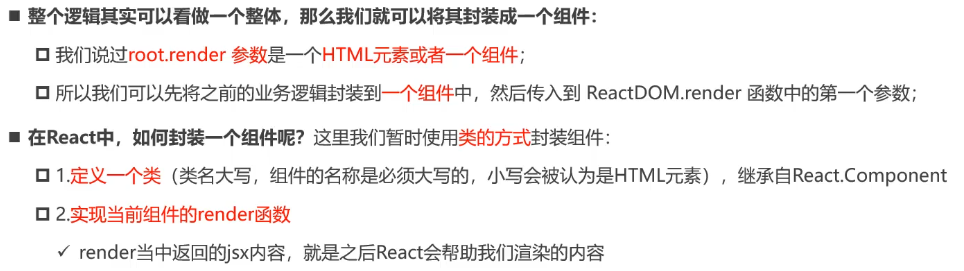 ■ 整个逻辑其实可以看做一个整体，那么我们就可以将其封装成一个组件：
□ 我们说过root.render 参数是一个HTML元素或者一个组件；
□ 所以我们可以先将之前的业务逻辑封装到一个组件中，然后传入到 ReactDOM.render 函数中的第一个参数；
■ 在React中，如何封装一个组件呢？这里我们暂时使用类的方式封装组件：
□ 1.定义一个类（类名大写，组件的名称是必须大写的，小写会被认为是HTML元素），继承自React.Component
□ 2.实现当前组件的render函数
✓ render当中返回的jsx内容，就是之后React会帮助我们渲染的内容